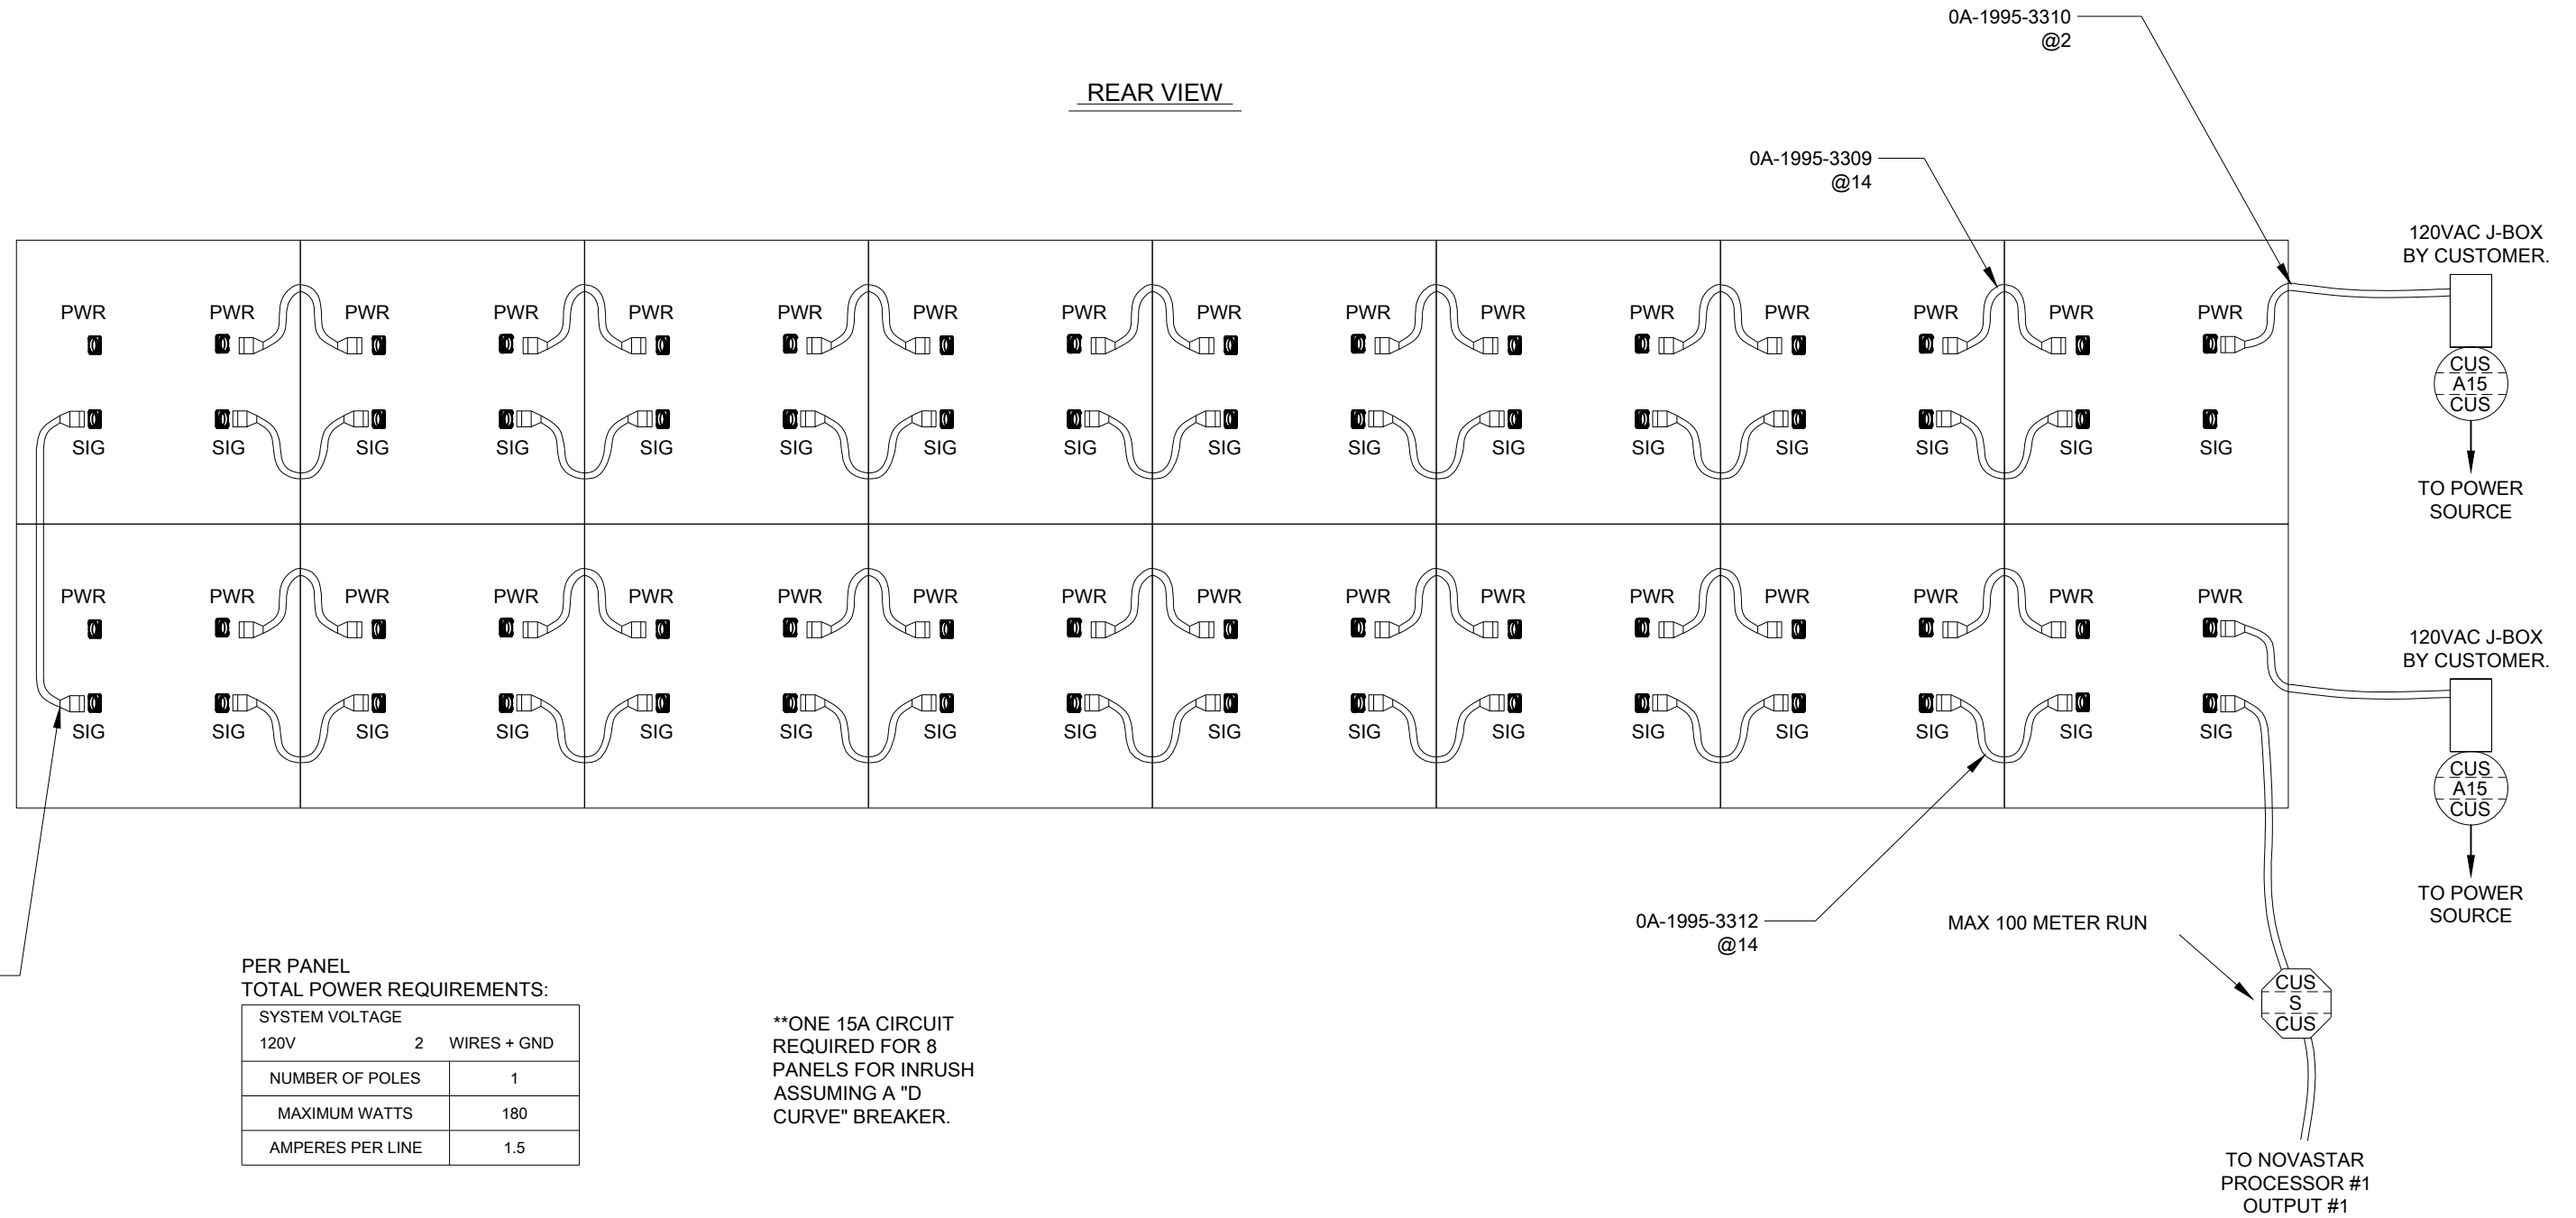 0A-1995-3310
@2
REAR VIEW
0A-1995-3309
@14
120VAC J-BOX
BY CUSTOMER.
PWR PWR PWR PWR PWR PWR PWR PWR PWR PWR PWR PWR PWR PWR PWR PWR
CUS
A15
CUS
SIG SIG SIG SIG SIG SIG SIG SIG SIG SIG SIG SIG SIG SIG SIG SIG
TO POWER
SOURCE
PWR PWR PWR PWR PWR PWR PWR PWR PWR PWR PWR PWR PWR PWR PWR PWR
120VAC J-BOX
BY CUSTOMER.
SIG SIG SIG SIG SIG SIG SIG SIG SIG SIG SIG SIG SIG SIG SIG SIG
CUS
A15
CUS
TO POWER
SOURCE
0A-1995-3312
@14
MAX 100 METER RUN
CUS
S
CUS
PER PANEL
TOTAL POWER REQUIREMENTS:
SYSTEM VOLTAGE
120V 2 WIRES + GND
NUMBER OF POLES 1
MAXIMUM WATTS 180
AMPERES PER LINE 1.5
**ONE 15A CIRCUIT
REQUIRED FOR 8
PANELS FOR INRUSH
ASSUMING A "D
CURVE" BREAKER.
TO NOVASTAR
PROCESSOR #1
OUTPUT #1